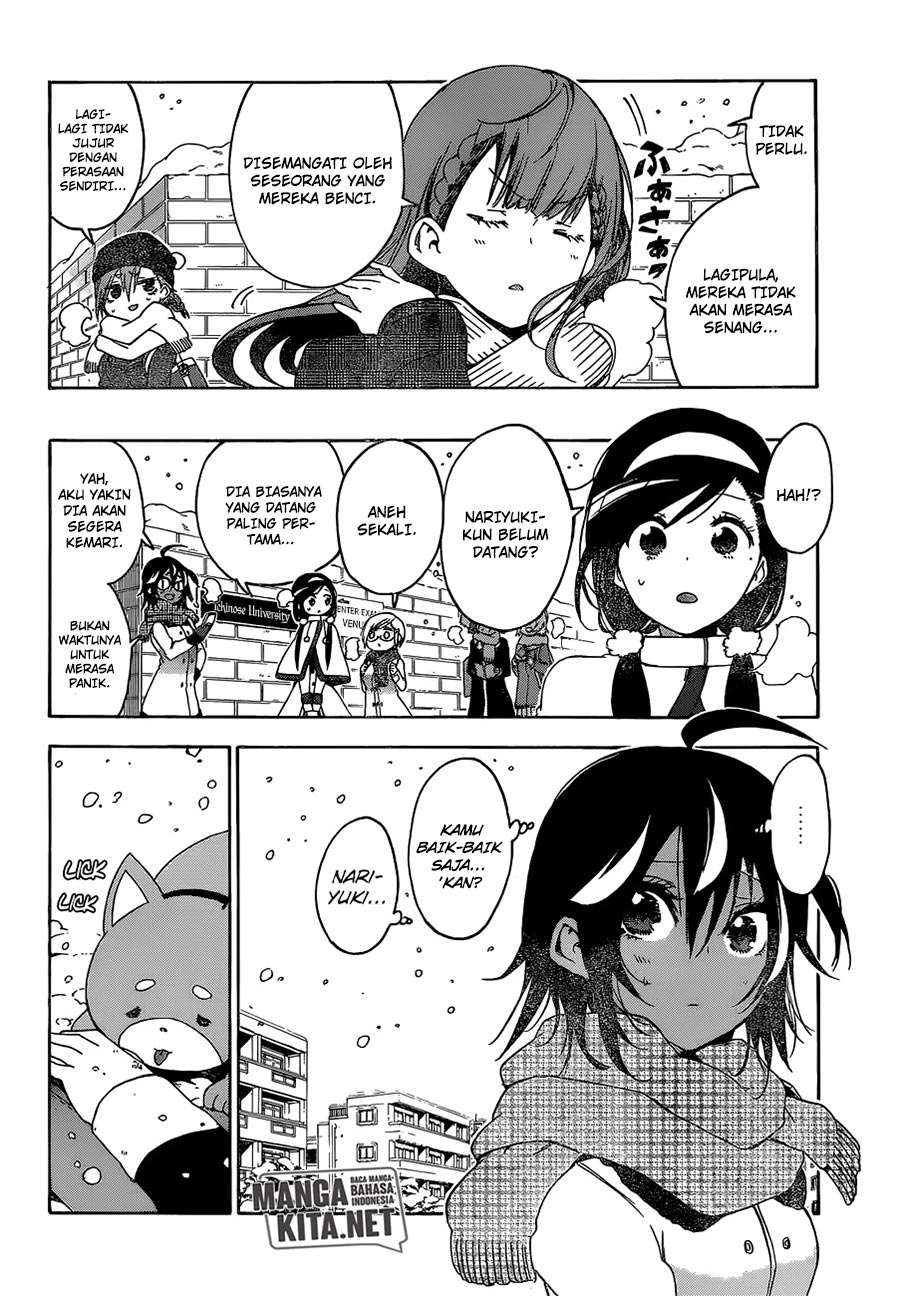 TIDAK
PERLU.
LAGIPULA,
MEREKA TIDAK
AKAN MERASA
SENANG...
ふぁさぁッ
DISEMANGATI OLEH
SESEORANG YANG
MEREKA BENCI.
LAGI-
LAGI TIDAK
JUJUR
DENGAN
PERASAAN
SENDIRI...
HAH!?
NARIYUKI-
KUN BELUM
DATANG?
ANEH
SEKALI.
DIA BIASANYA
YANG DATANG
PALING PER-
TAMA...
YAH,
AKU YAKIN
DIA AKAN
SEGERA
KEMARI.
BUKAN
WAKTUNYA
UNTUK
MERASA
PANIK.
chinose University
ENTER EXA
VENU
.........
KAMU
BAIK-BAIK
SAJA...
'KAN?
NARI-
YUKI...
LICK
LICK
MANGA
KITA.NET
BACA MANGA
BAHASA
INDONESIA